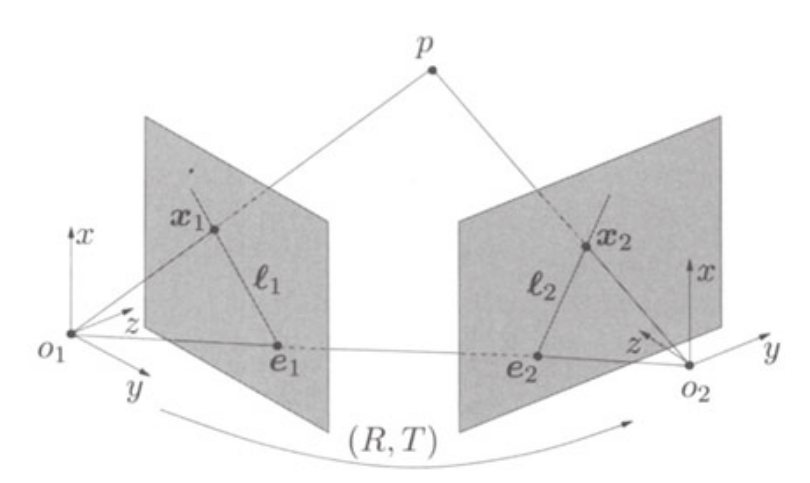 p
x₁
x₂
x
ℓ₁
ℓ₂
x
z
z
y
o₁
e₁
e₂
y
o₂
(R, T)